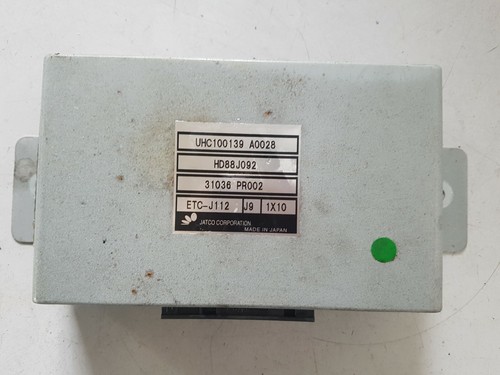 UHC100139 A0028
HD88J092
31036 PR002
ETC-J112 J9 1X10
JATCO CORPORATION
MADE IN JAPAN